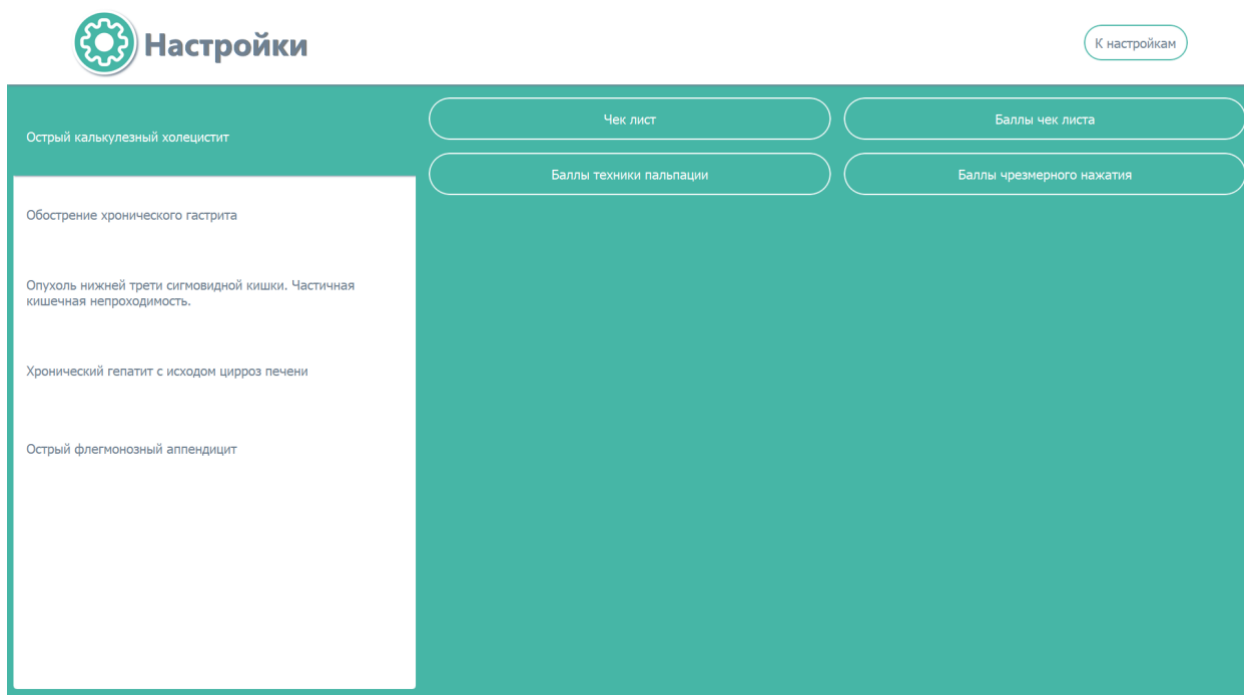 Настройки
К настройкам
Острый калькулезный холецистит
Обострение хронического гастрита
Опухоль нижней трети сигмовидной кишки. Частичная
кишечная непроходимость.
Хронический гепатит с исходом цирроз печени
Острый флегмонозный аппендицит
Чек лист
Баллы чек листа
Баллы техники пальпации
Баллы чрезмерного нажатия